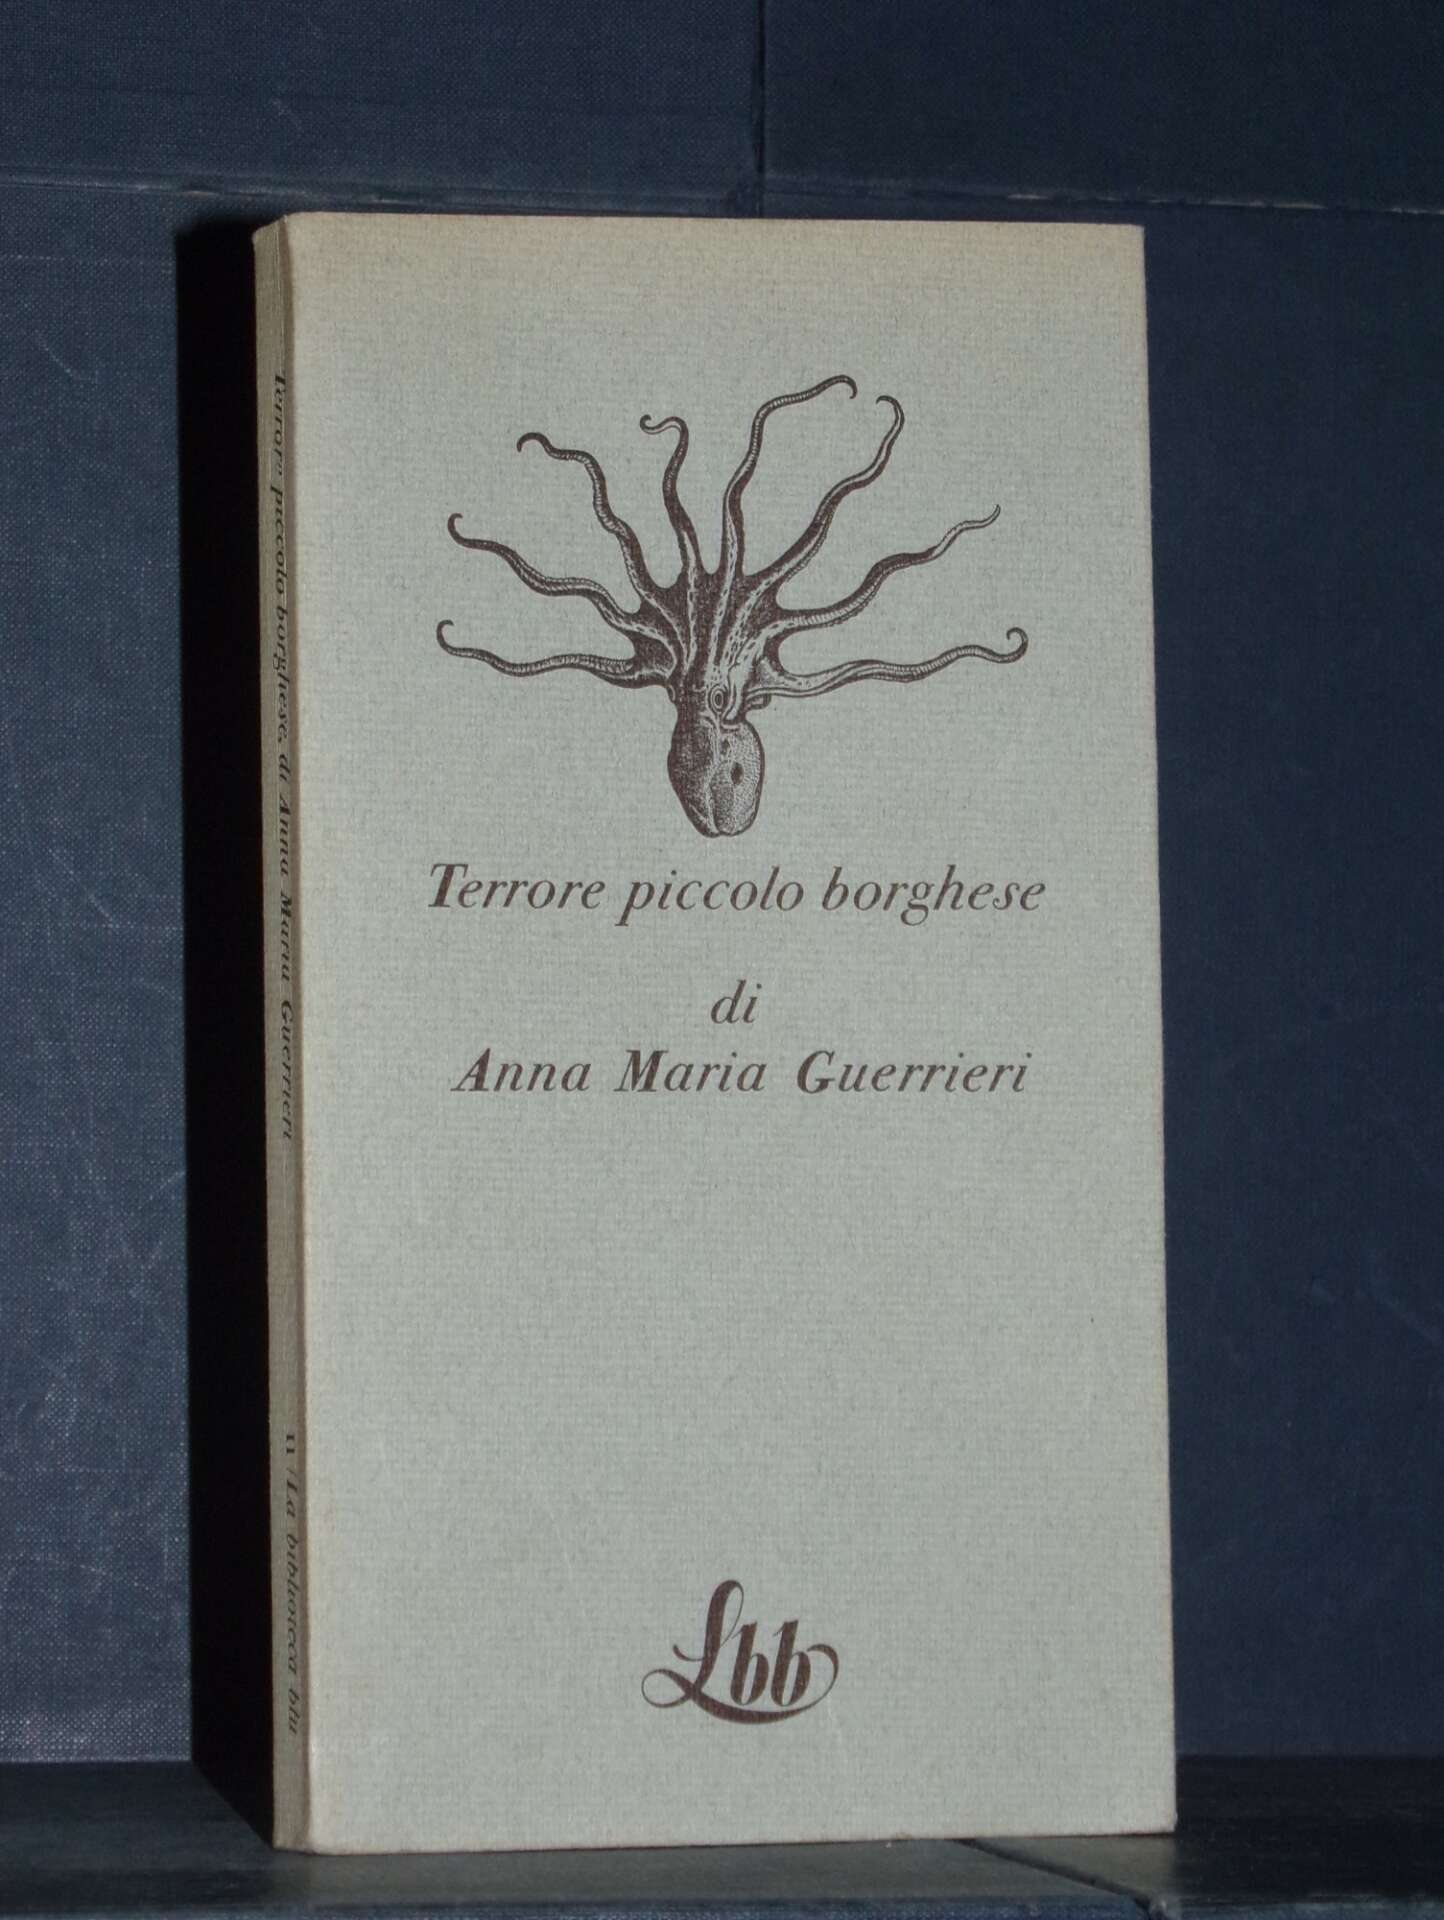 Terrore piccolo borghese
di
Anna Maria Guerrieri
Lbb
Terrore piccolo borghese, di Anna Maria Guerrieri
11 / La biblioteca blu